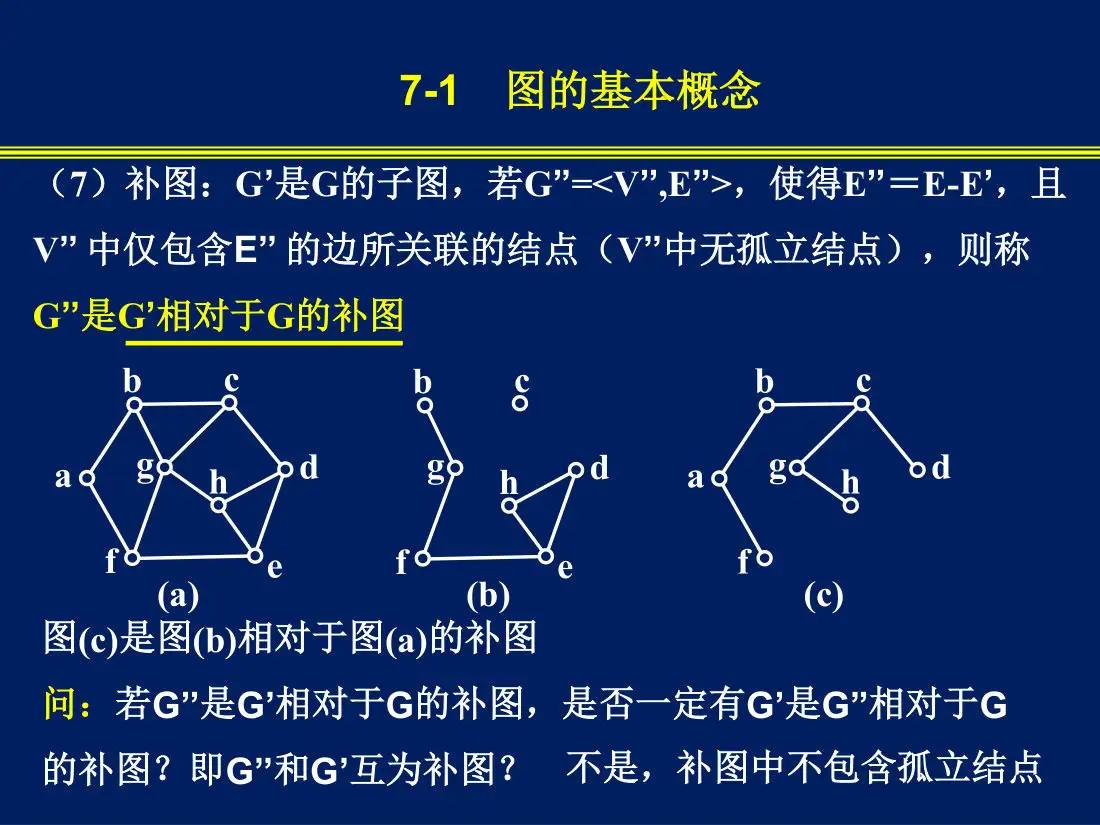 7-1 图的基本概念
（7）补图：G’是G的子图，若G”=<V”,E”>，使得E”＝E-E’，且
V” 中仅包含E” 的边所关联的结点（V”中无孤立结点），则称
G”是G’相对于G的补图
b c b c b c
a g h d g h d a g h d
f e f e f
(a) (b) (c)
图(c)是图(b)相对于图(a)的补图
问：若G”是G’相对于G的补图，是否一定有G’是G”相对于G
的补图？即G”和G’互为补图？ 不是，补图中不包含孤立结点